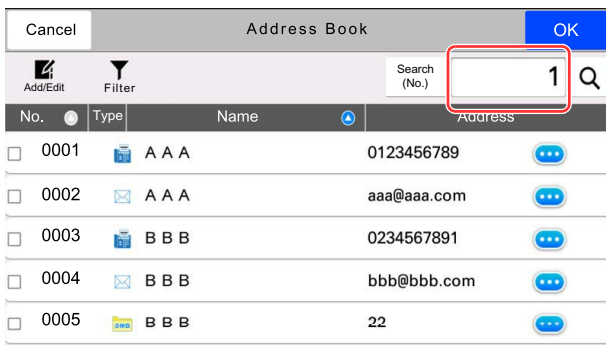 Cancel Address Book OK
Add/Edit Filter Search (No.) 1
No. Type Name Address
0001 A A A 0123456789
0002 A A A aaa@aaa.com
0003 B B B 0234567891
0004 B B B bbb@bbb.com
0005 SMB B B B 22